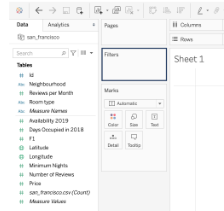 Data
Analytics
Pages
Columns
Rows
san_francisco
Search
Filters
Sheet 1
Tables
Id
Neighbourhood
Reviews per Month
Room type
Measure Names
Availability 2019
Days Occupied in 2018
F1
Latitude
Longitude
Minimum Nights
Number of Reviews
Price
san_francisco.csv (Count)
Measure Values
Marks
Automatic
Color
Size
Text
Detail
Tooltip